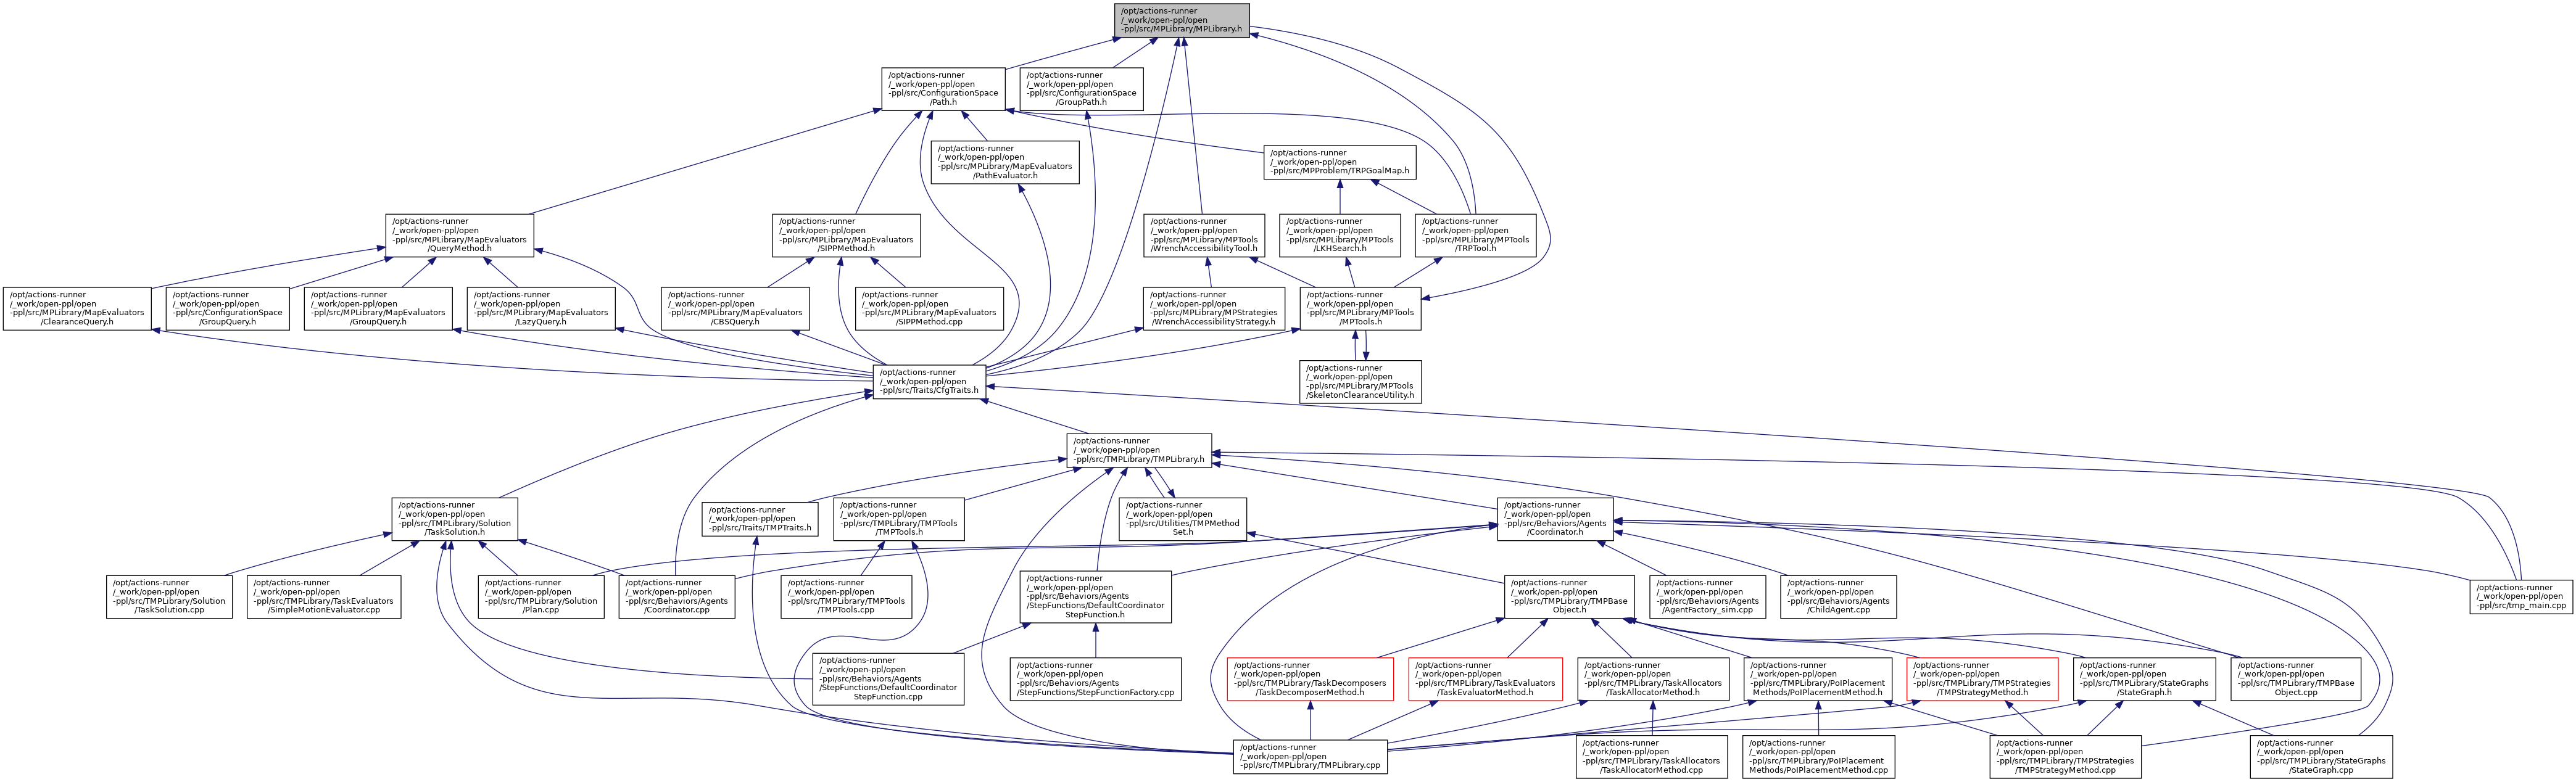 /opt/actions-runner
/_work/open-ppl/open
-ppl/src/MPLibrary/MPLibrary.h
/opt/actions-runner
/_work/open-ppl/open
-ppl/src/ConfigurationSpace
/Path.h
/opt/actions-runner
/_work/open-ppl/open
-ppl/src/ConfigurationSpace
/GroupPath.h
/opt/actions-runner
/_work/open-ppl/open
-ppl/src/MPLibrary/MapEvaluators
/PathEvaluator.h
/opt/actions-runner
/_work/open-ppl/open
-ppl/src/MPProblem/TRPGoalMap.h
/opt/actions-runner
/_work/open-ppl/open
-ppl/src/MPLibrary/MapEvaluators
/QueryMethod.h
/opt/actions-runner
/_work/open-ppl/open
-ppl/src/MPLibrary/MapEvaluators
/SIPPMethod.h
/opt/actions-runner
/_work/open-ppl/open
-ppl/src/MPLibrary/MPTools
/WrenchAccessibilityTool.h
/opt/actions-runner
/_work/open-ppl/open
-ppl/src/MPLibrary/MPTools
/LKHSearch.h
/opt/actions-runner
/_work/open-ppl/open
-ppl/src/MPLibrary/MPTools
/TRPTool.h
/opt/actions-runner
/_work/open-ppl/open
-ppl/src/MPLibrary/MapEvaluators
/ClearanceQuery.h
/opt/actions-runner
/_work/open-ppl/open
-ppl/src/ConfigurationSpace
/GroupQuery.h
/opt/actions-runner
/_work/open-ppl/open
-ppl/src/MPLibrary/MapEvaluators
/GroupQuery.h
/opt/actions-runner
/_work/open-ppl/open
-ppl/src/MPLibrary/MapEvaluators
/LazyQuery.h
/opt/actions-runner
/_work/open-ppl/open
-ppl/src/MPLibrary/MapEvaluators
/CBSQuery.h
/opt/actions-runner
/_work/open-ppl/open
-ppl/src/MPLibrary/MapEvaluators
/SIPPMethod.cpp
/opt/actions-runner
/_work/open-ppl/open
-ppl/src/MPLibrary/MPStrategies
/WrenchAccessibilityStrategy.h
/opt/actions-runner
/_work/open-ppl/open
-ppl/src/MPLibrary/MPTools
/MPTools.h
/opt/actions-runner
/_work/open-ppl/open
-ppl/src/Traits/CfgTraits.h
/opt/actions-runner
/_work/open-ppl/open
-ppl/src/MPLibrary/MPTools
/SkeletonClearanceUtility.h
/opt/actions-runner
/_work/open-ppl/open
-ppl/src/TMPLibrary/TMPLibrary.h
/opt/actions-runner
/_work/open-ppl/open
-ppl/src/TMPLibrary/Solution
/TaskSolution.h
/opt/actions-runner
/_work/open-ppl/open
-ppl/src/Traits/TMPTraits.h
/opt/actions-runner
/_work/open-ppl/open
-ppl/src/TMPLibrary/TMPTools
/TMPTools.h
/opt/actions-runner
/_work/open-ppl/open
-ppl/src/Utilities/TMPMethod
Set.h
/opt/actions-runner
/_work/open-ppl/open
-ppl/src/Behaviors/Agents
/Coordinator.h
/opt/actions-runner
/_work/open-ppl/open
-ppl/src/TMPLibrary/Solution
/TaskSolution.cpp
/opt/actions-runner
/_work/open-ppl/open
-ppl/src/TMPLibrary/TaskEvaluators
/SimpleMotionEvaluator.cpp
/opt/actions-runner
/_work/open-ppl/open
-ppl/src/TMPLibrary/Solution
/Plan.cpp
/opt/actions-runner
/_work/open-ppl/open
-ppl/src/Behaviors/Agents
/Coordinator.cpp
/opt/actions-runner
/_work/open-ppl/open
-ppl/src/TMPLibrary/TMPTools
/TMPTools.cpp
/opt/actions-runner
/_work/open-ppl/open
-ppl/src/Behaviors/Agents
/StepFunctions/DefaultCoordinator
StepFunction.h
/opt/actions-runner
/_work/open-ppl/open
-ppl/src/TMPLibrary/TMPBase
Object.h
/opt/actions-runner
/_work/open-ppl/open
-ppl/src/Behaviors/Agents
/AgentFactory_sim.cpp
/opt/actions-runner
/_work/open-ppl/open
-ppl/src/Behaviors/Agents
/ChildAgent.cpp
/opt/actions-runner
/_work/open-ppl/open
-ppl/src/tmp_main.cpp
/opt/actions-runner
/_work/open-ppl/open
-ppl/src/Behaviors/Agents
/StepFunctions/DefaultCoordinator
StepFunction.cpp
/opt/actions-runner
/_work/open-ppl/open
-ppl/src/Behaviors/Agents
/StepFunctions/StepFunctionFactory.cpp
/opt/actions-runner
/_work/open-ppl/open
-ppl/src/TMPLibrary/TaskDecomposers
/TaskDecomposerMethod.h
/opt/actions-runner
/_work/open-ppl/open
-ppl/src/TMPLibrary/TaskEvaluators
/TaskEvaluatorMethod.h
/opt/actions-runner
/_work/open-ppl/open
-ppl/src/TMPLibrary/TaskAllocators
/TaskAllocatorMethod.h
/opt/actions-runner
/_work/open-ppl/open
-ppl/src/TMPLibrary/PoIPlacement
Methods/PoIPlacementMethod.h
/opt/actions-runner
/_work/open-ppl/open
-ppl/src/TMPLibrary/TMPStrategies
/TMPStrategyMethod.h
/opt/actions-runner
/_work/open-ppl/open
-ppl/src/TMPLibrary/StateGraphs
/StateGraph.h
/opt/actions-runner
/_work/open-ppl/open
-ppl/src/TMPLibrary/TMPBase
Object.cpp
/opt/actions-runner
/_work/open-ppl/open
-ppl/src/TMPLibrary/TMPLibrary.cpp
/opt/actions-runner
/_work/open-ppl/open
-ppl/src/TMPLibrary/TaskAllocators
/TaskAllocatorMethod.cpp
/opt/actions-runner
/_work/open-ppl/open
-ppl/src/TMPLibrary/PoIPlacement
Methods/PoIPlacementMethod.cpp
/opt/actions-runner
/_work/open-ppl/open
-ppl/src/TMPLibrary/TMPStrategies
/TMPStrategyMethod.cpp
/opt/actions-runner
/_work/open-ppl/open
-ppl/src/TMPLibrary/StateGraphs
/StateGraph.cpp